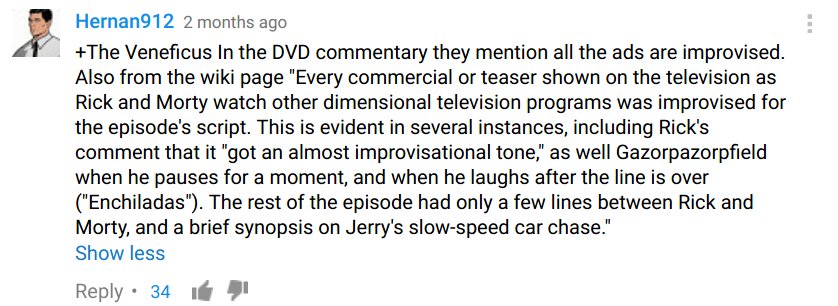 Hernan912 2 months ago
+The Veneficus In the DVD commentary they mention all the ads are improvised.
Also from the wiki page "Every commercial or teaser shown on the television as
Rick and Morty watch other dimensional television programs was improvised for
the episode's script. This is evident in several instances, including Rick's
comment that it "got an almost improvisational tone," as well Gazorpazorpfield
when he pauses for a moment, and when he laughs after the line is over
("Enchiladas"). The rest of the episode had only a few lines between Rick and
Morty, and a brief synopsis on Jerry's slow-speed car chase."
Show less
Reply • 34